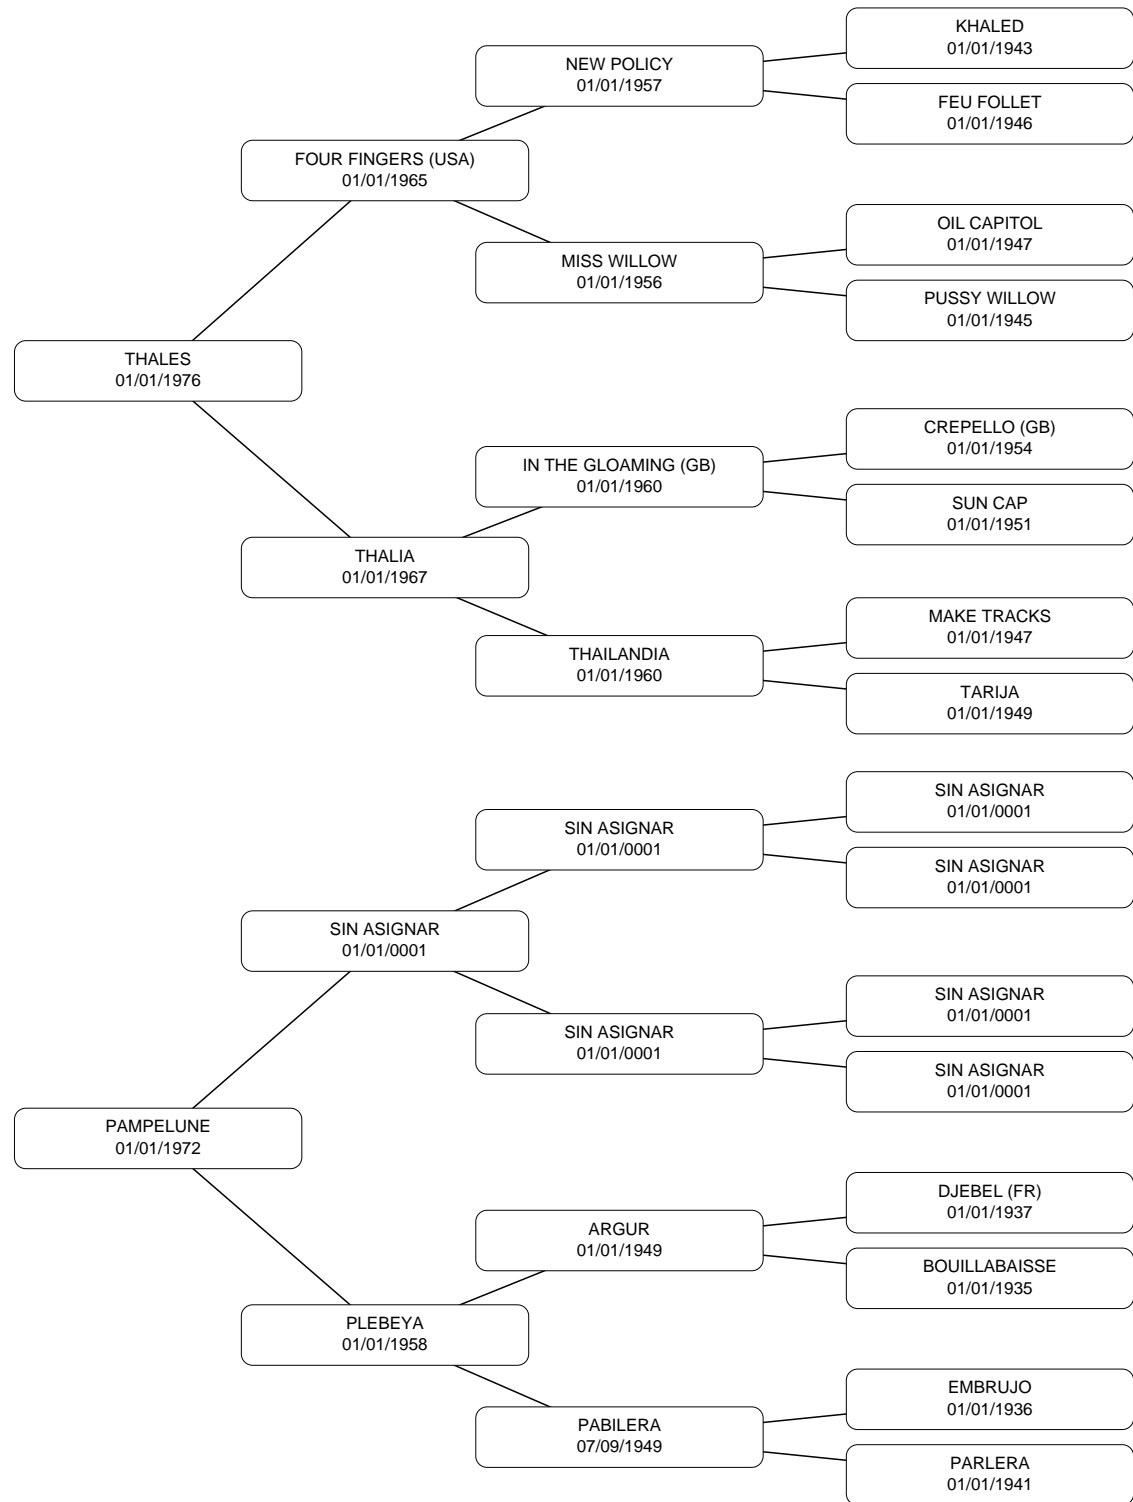 KHALED
01/01/1943
NEW POLICY
01/01/1957
FEU FOLLET
01/01/1946
FOUR FINGERS (USA)
01/01/1965
OIL CAPITOL
01/01/1947
MISS WILLOW
01/01/1956
PUSSY WILLOW
01/01/1945
THALES
01/01/1976
CREPELLO (GB)
01/01/1954
IN THE GLOAMING (GB)
01/01/1960
SUN CAP
01/01/1951
THALIA
01/01/1967
MAKE TRACKS
01/01/1947
THAILANDIA
01/01/1960
TARIJA
01/01/1949
SIN ASIGNAR
01/01/0001
SIN ASIGNAR
01/01/0001
SIN ASIGNAR
01/01/0001
SIN ASIGNAR
01/01/0001
SIN ASIGNAR
01/01/0001
SIN ASIGNAR
01/01/0001
SIN ASIGNAR
01/01/0001
PAMPELUNE
01/01/1972
DJEBEL (FR)
01/01/1937
ARGUR
01/01/1949
BOUILLABAISSE
01/01/1935
PLEBEYA
01/01/1958
EMBRUJO
01/01/1936
PABILERA
07/09/1949
PARLERA
01/01/1941